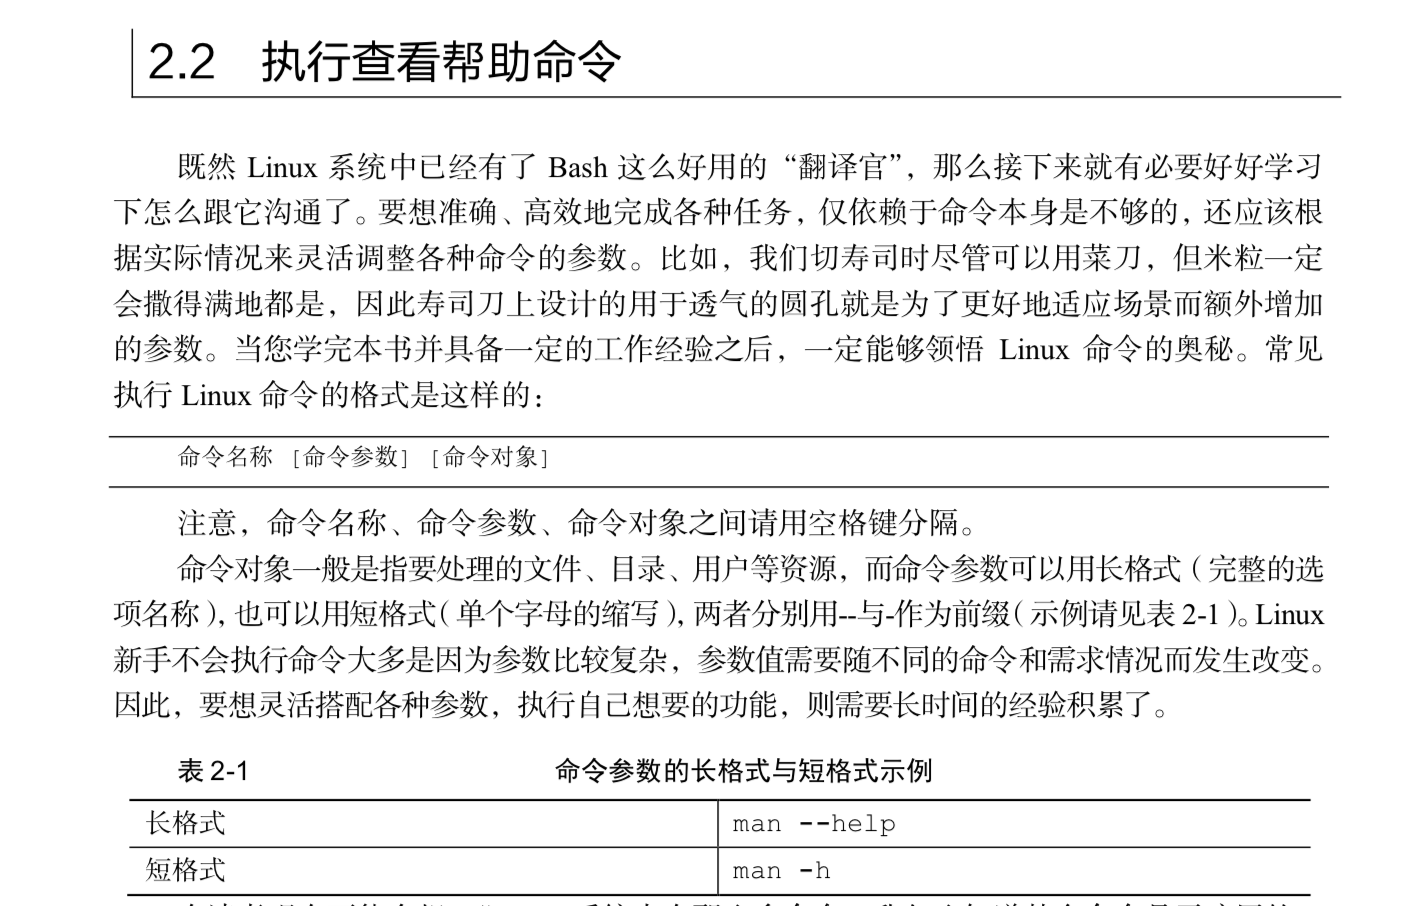 2.2 执行查看帮助命令
既然 Linux 系统中已经有了 Bash 这么好用的“翻译官”，那么接下来就有必要好好学习
下怎么跟它沟通了。要想准确、高效地完成各种任务，仅依赖于命令本身是不够的，还应该根
据实际情况来灵活调整各种命令的参数。比如，我们切寿司时尽管可以用菜刀，但米粒一定
会撒得满地都是，因此寿司刀上设计的用于透气的圆孔就是为了更好地适应场景而额外增加
的参数。当您学完本书并具备一定的工作经验之后，一定能够领悟 Linux 命令的奥秘。常见
执行 Linux 命令的格式是这样的：
命令名称 [命令参数] [命令对象]
注意，命令名称、命令参数、命令对象之间请用空格键分隔。
命令对象一般是指要处理的文件、目录、用户等资源，而命令参数可以用长格式（完整的选
项名称），也可以用短格式（单个字母的缩写），两者分别用--与-作为前缀（示例请见表 2-1）。Linux
新手不会执行命令大多是因为参数比较复杂，参数值需要随不同的命令和需求情况而发生改变。
因此，要想灵活搭配各种参数，执行自己想要的功能，则需要长时间的经验积累了。
表 2-1 命令参数的长格式与短格式示例
长格式 man --help
短格式 man -h